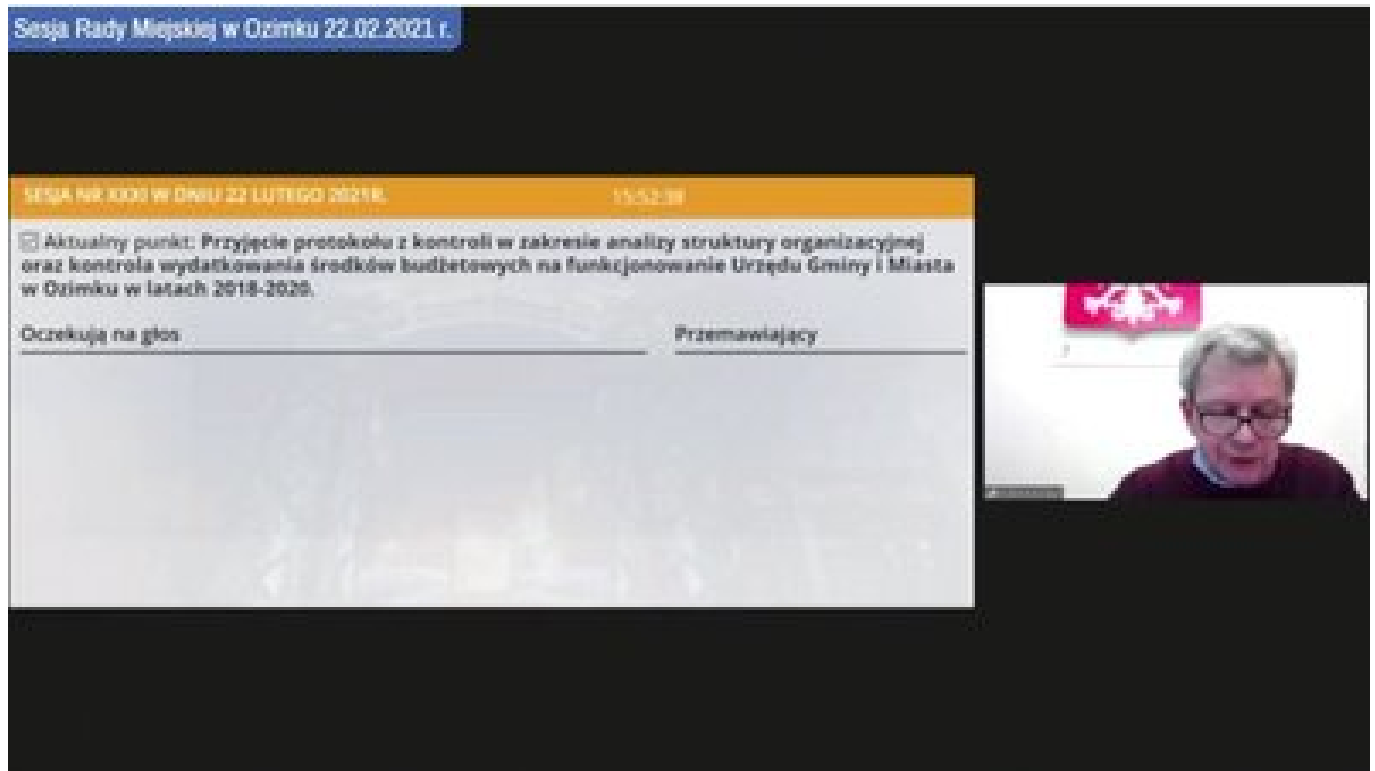 Sesja Rady Miejskiej w Ozimku 22.02.2021 r.
SESJA NR XXXI W DNIU 22 LUTEGO 2021R. 15:52:38
Aktualny punkt: Przyjęcie protokołu z kontroli w zakresie analizy struktury organizacyjnej
oraz kontrola wydatkowania środków budżetowych na funkcjonowanie Urzędu Gminy i Miasta
w Ozimku w latach 2018-2020.
Oczekują na głos
Przemawiający